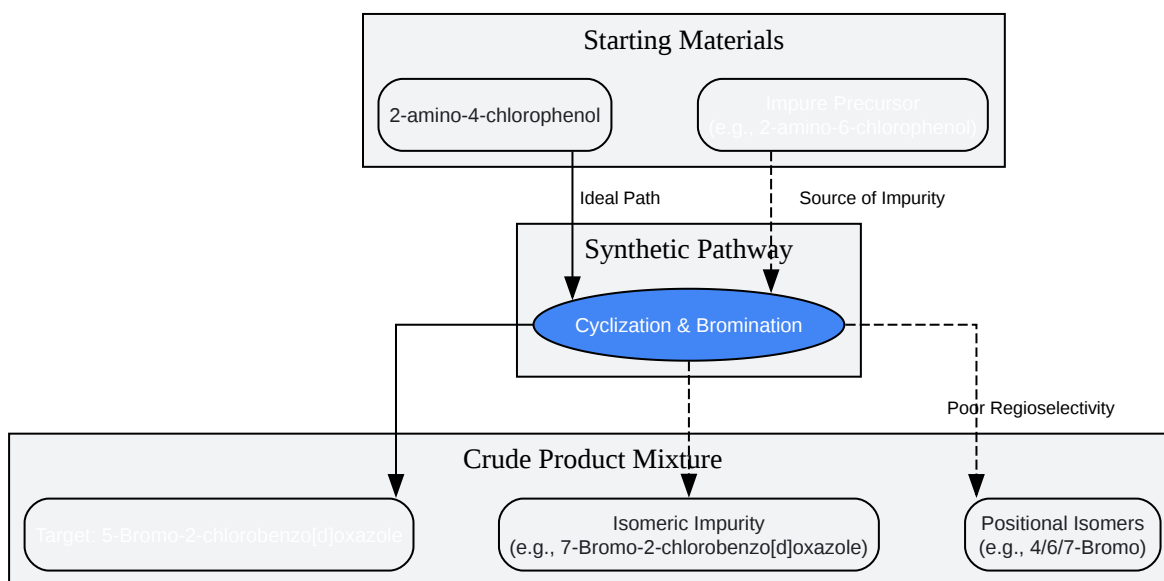 Starting Materials
2-amino-4-chlorophenol
Impure Precursor
(e.g., 2-amino-6-chlorophenol)
Ideal Path
Source of Impurity
Synthetic Pathway
Cyclization & Bromination
Poor Regioselectivity
Crude Product Mixture
Target: 5-Bromo-2-chlorobenzo[d]oxazole
Isomeric Impurity
(e.g., 7-Bromo-2-chlorobenzo[d]oxazole)
Positional Isomers
(e.g., 4/6/7-Bromo)